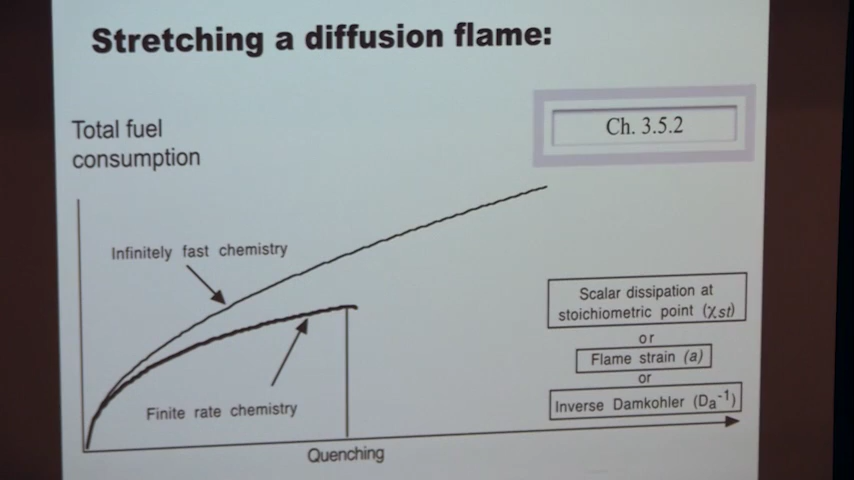 Stretching a diffusion flame:
Total fuel
consumption
Ch. 3.5.2
Infinitely fast chemistry
Scalar dissipation at
stoichiometric point (χst)
or
Flame strain (a)
or
Inverse Damkohler (Da⁻¹)
Finite rate chemistry
Quenching